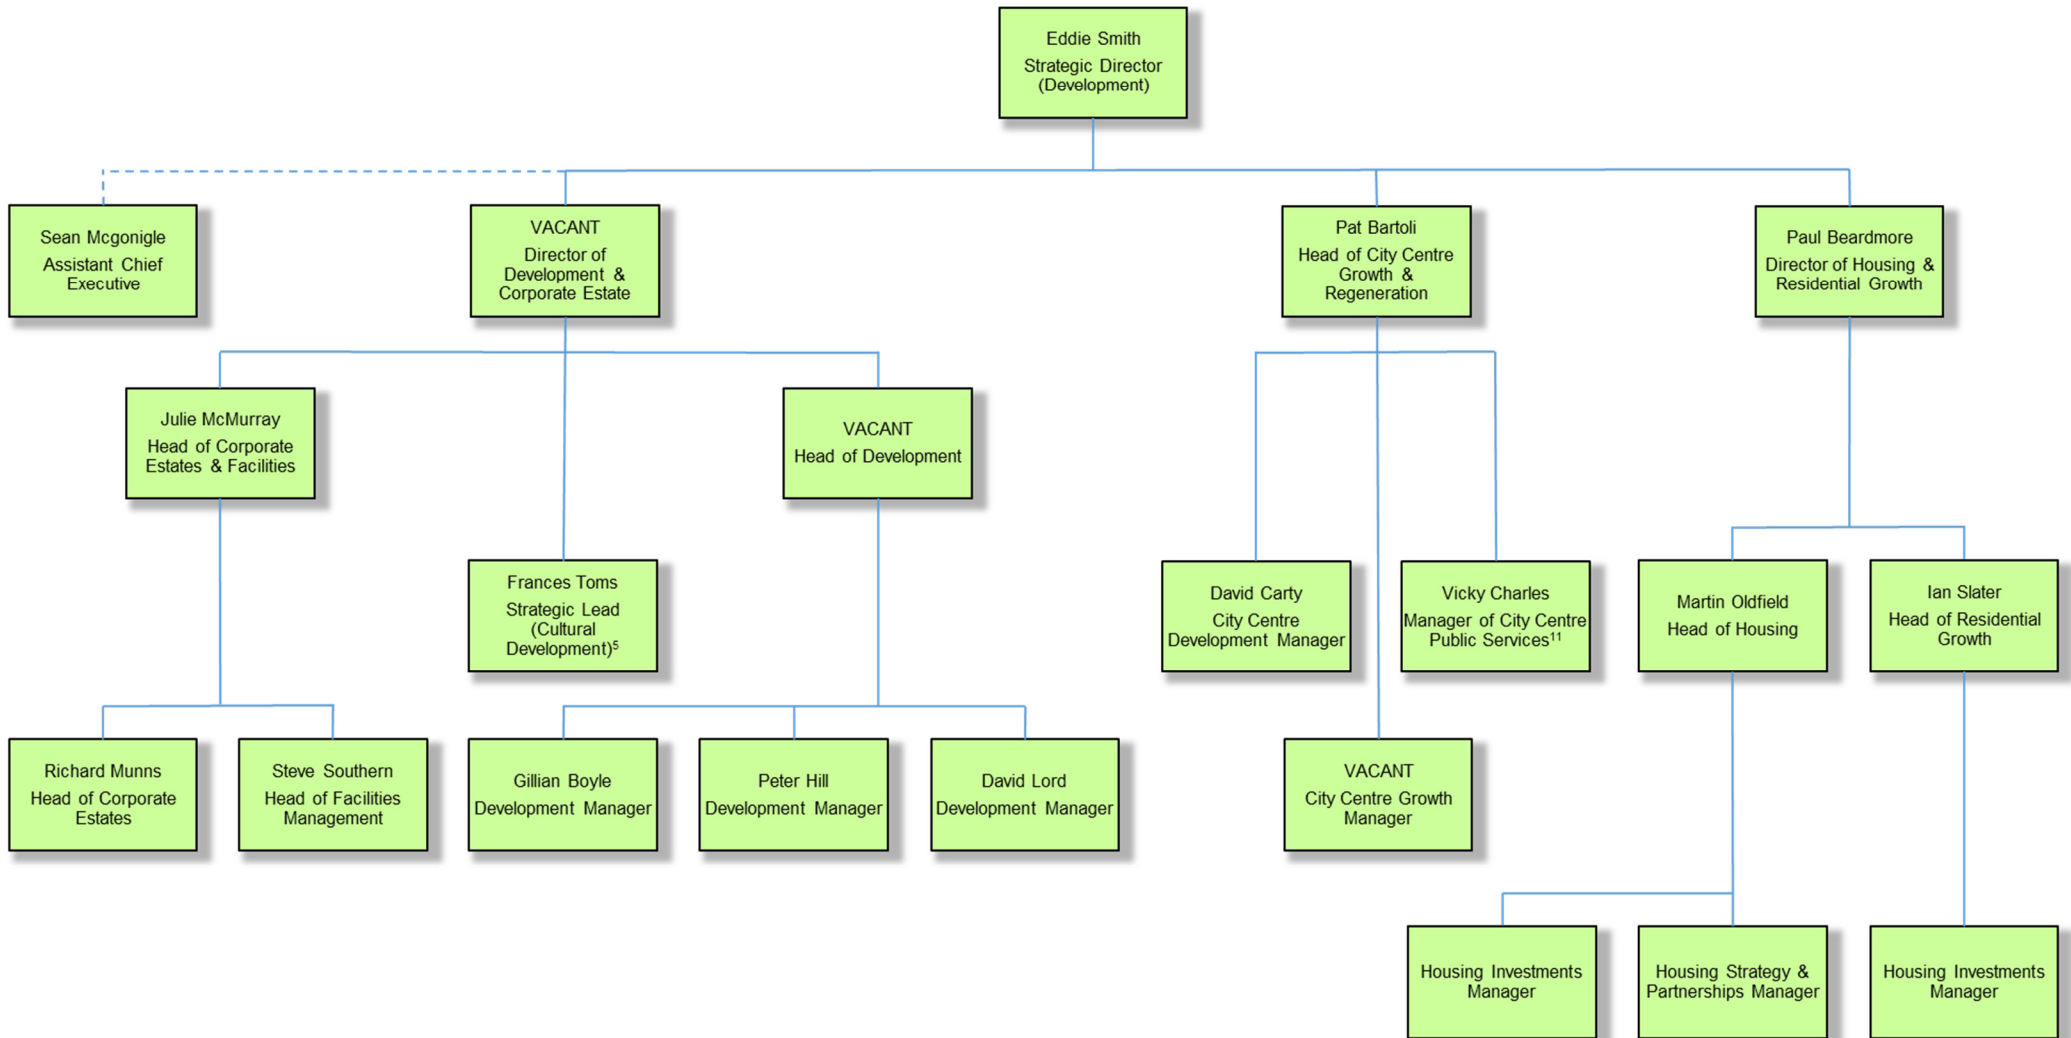 Eddie Smith
Strategic Director
(Development)
Sean Mcgonigle
Assistant Chief
Executive
VACANT
Director of
Development &
Corporate Estate
Pat Bartoli
Head of City Centre
Growth &
Regeneration
Paul Beardmore
Director of Housing &
Residential Growth
Julie McMurray
Head of Corporate
Estates & Facilities
VACANT
Head of Development
Frances Toms
Strategic Lead
(Cultural
Development)⁵
David Carty
City Centre
Development Manager
Vicky Charles
Manager of City Centre
Public Services¹¹
Martin Oldfield
Head of Housing
Ian Slater
Head of Residential
Growth
Richard Munns
Head of Corporate
Estates
Steve Southern
Head of Facilities
Management
Gillian Boyle
Development Manager
Peter Hill
Development Manager
David Lord
Development Manager
VACANT
City Centre Growth
Manager
Housing Investments
Manager
Housing Strategy &
Partnerships Manager
Housing Investments
Manager